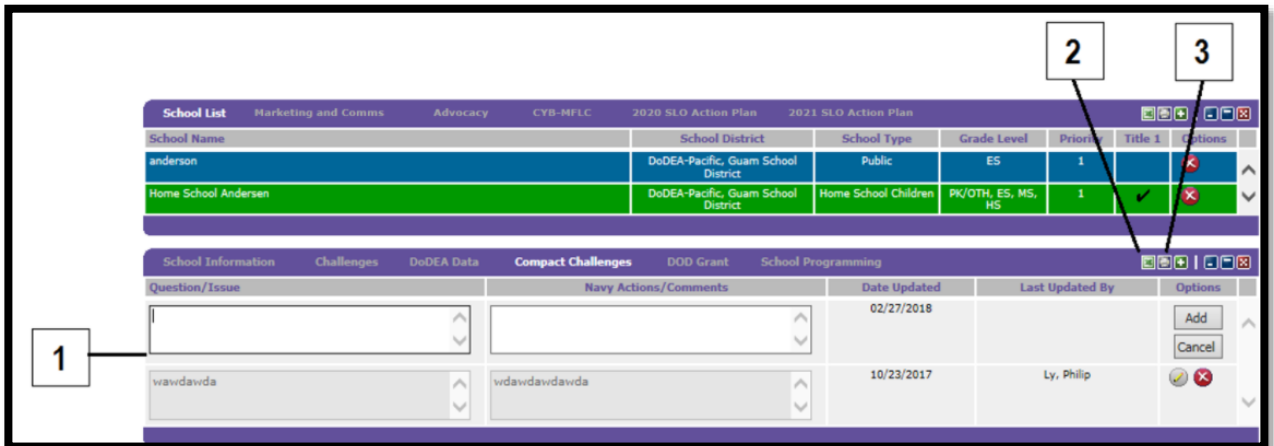 2 3
School List Marketing and Comms Advocacy CYB-MFLC 2020 SLO Action Plan 2021 SLO Action Plan
School Name School District School Type Grade Level Priority Title 1 Options
anderson DoDEA-Pacific, Guam School District Public ES 1
Home School Andersen DoDEA-Pacific, Guam School District Home School Children PK/OTH, ES, MS, HS 1
School Information Challenges DoDEA Data Compact Challenges DOD Grant School Programming
Question/Issue Navy Actions/Comments Date Updated Last Updated By Options
02/27/2018 Add
Cancel
1
wawdawda wdawdawdawda 10/23/2017 Ly, Philip